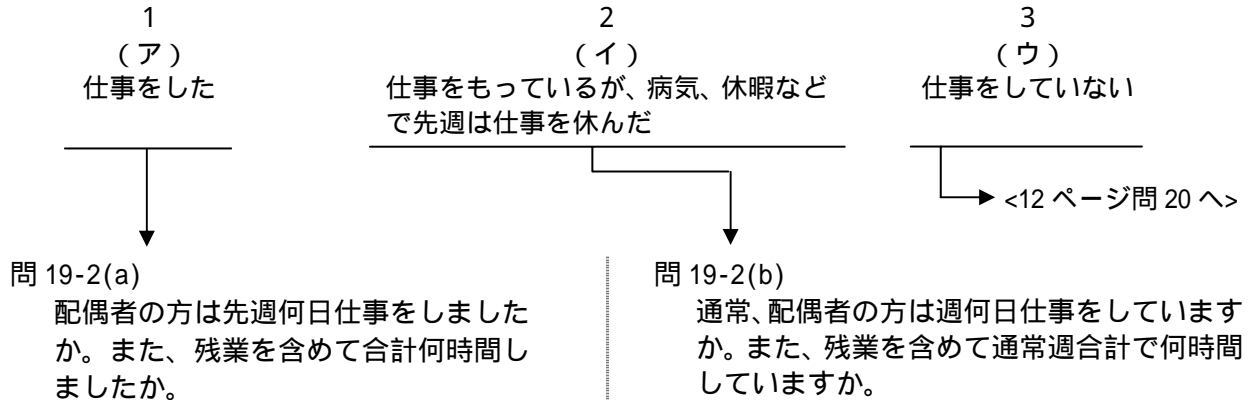 1
(ア)
仕事をした
2
(イ)
仕事をもっているが、病気、休暇など
で先週は仕事を休んだ
3
(ウ)
仕事をしていない
<12 ページ問 20 へ>
問 19-2(a)
配偶者の方は先週何日仕事をしました
か。また、残業を含めて合計何時間し
ましたか。
問 19-2(b)
通常、配偶者の方は週何日仕事をしています
か。また、残業を含めて通常週合計で何時間
していますか。